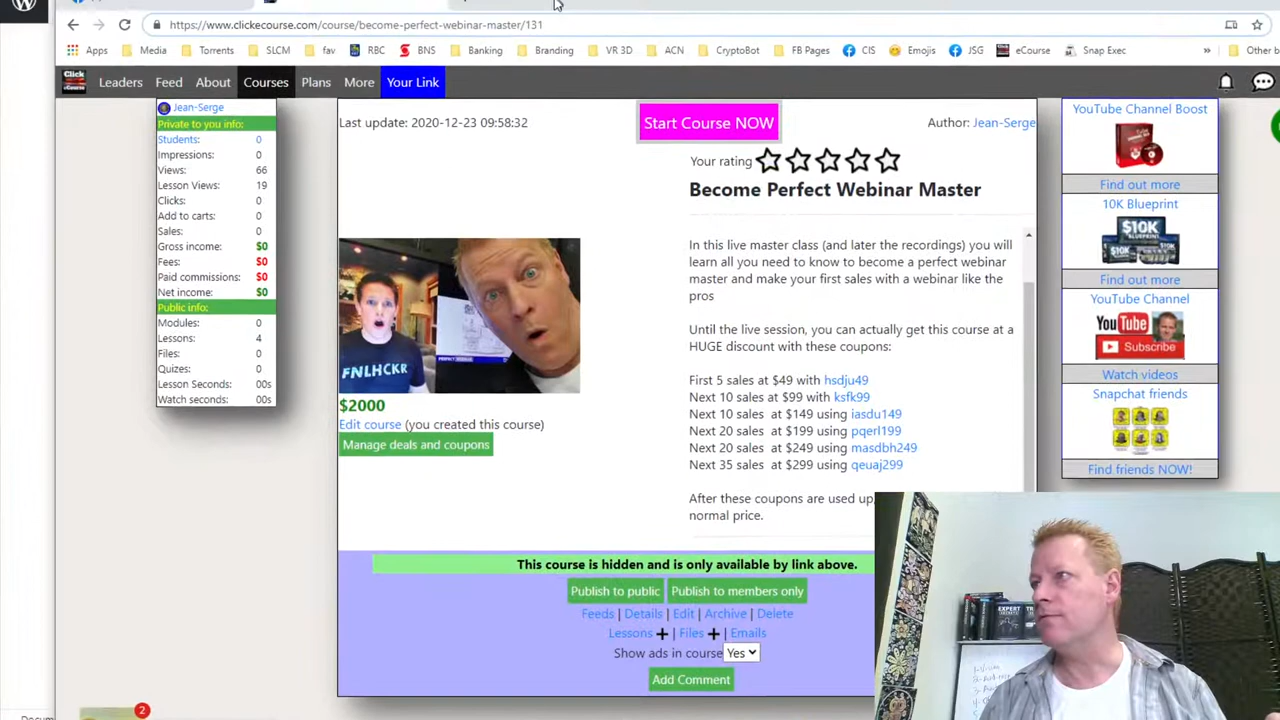 https://www.clickecourse.com/course/become-perfect-webinar-master/131
Apps Media Torrents SLCM fav RBC BNS Banking Branding VR 3D ACN CryptoBot FB Pages CIS Emojis JSG eCourse Snap Exec » Other b
Click eCourse Leaders Feed About Courses Plans More Your Link
Jean-Serge
Private to you info:
Students: 0
Impressions: 0
Views: 66
Lesson Views: 19
Clicks: 0
Add to carts: 0
Sales: 0
Gross income: $0
Fees: $0
Paid commissions: $0
Net income: $0
Public info:
Modules: 0
Lessons: 4
Files: 0
Quizes: 0
Lesson Seconds: 00s
Watch seconds: 00s
Last update: 2020-12-23 09:58:32
Start Course NOW
Author: Jean-Serge
Your rating
Become Perfect Webinar Master
In this live master class (and later the recordings) you will
learn all you need to know to become a perfect webinar
master and make your first sales with a webinar like the
pros
Until the live session, you can actually get this course at a
HUGE discount with these coupons:
First 5 sales at $49 with hsdju49
Next 10 sales at $99 with ksfk99
Next 10 sales at $149 using iasdu149
Next 20 sales at $199 using pqerl199
Next 20 sales at $249 using masdbh249
Next 35 sales at $299 using qeuaj299
After these coupons are used up,
normal price.
FNLHCKR
$2000
Edit course (you created this course)
Manage deals and coupons
This course is hidden and is only available by link above.
Publish to public Publish to members only
Feeds | Details | Edit | Archive | Delete
Lessons + | Files + | Emails
Show ads in course Yes
Add Comment
YouTube Channel Boost
Find out more
10K Blueprint
$10K
BLUEPRINT
Find out more
YouTube Channel
YouTube
Subscribe
Watch videos
Snapchat friends
Find friends NOW!
EXPERT
SECRETS
2